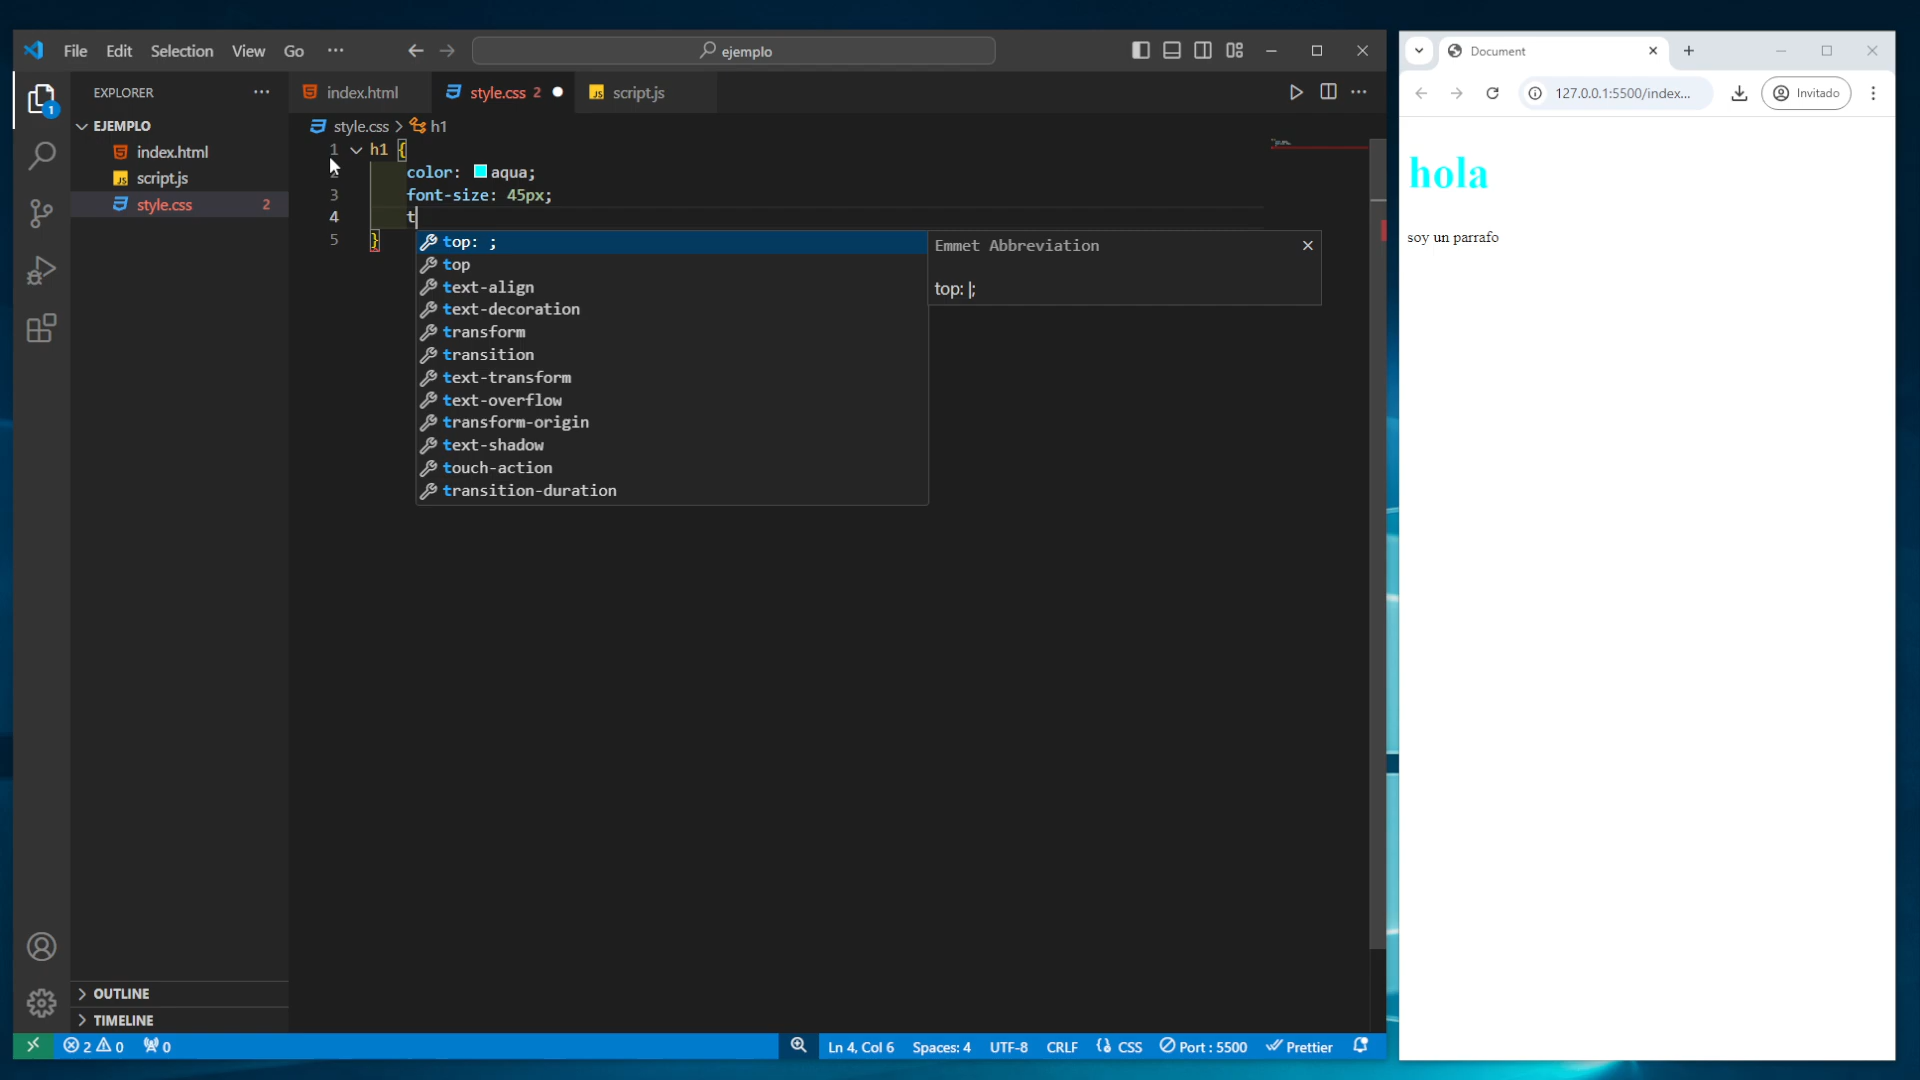 File Edit Selection View Go ··· ejemplo
EXPLORER ···
EJEMPLO
index.html
script.js
style.css 2
OUTLINE
TIMELINE
1
index.html style.css 2 script.js
style.css > h1
1 h1 {
2 color: aqua;
3 font-size: 45px;
4 t
5 }
top: ;
top
text-align
text-decoration
transform
transition
text-transform
text-overflow
transform-origin
text-shadow
touch-action
transition-duration
Emmet Abbreviation
top: |;
2 0 0
Ln 4, Col 6 Spaces: 4 UTF-8 CRLF CSS Port : 5500 Prettier
Document
127.0.0.1:5500/index... Invitado
hola
soy un parrafo